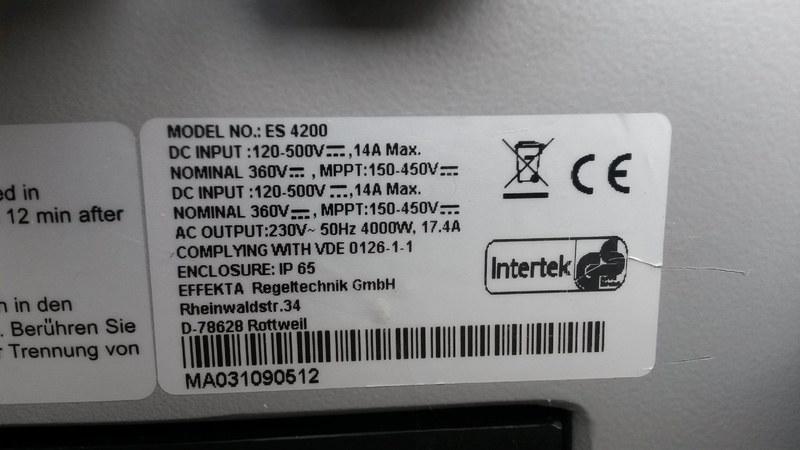 ed in
12 min after
n in den
. Berühren Sie
r Trennung von
MODEL NO.: ES 4200
DC INPUT :120-500V⎓,14A Max.
NOMINAL 360V⎓, MPPT:150-450V⎓
DC INPUT :120-500V⎓,14A Max.
NOMINAL 360V⎓, MPPT:150-450V⎓
AC OUTPUT:230V~ 50Hz 4000W, 17.4A
COMPLYING WITH VDE 0126-1-1
ENCLOSURE: IP 65
EFFEKTA Regeltechnik GmbH
Rheinwaldstr.34
D-78628 Rottweil
MA031090512
CE
Intertek